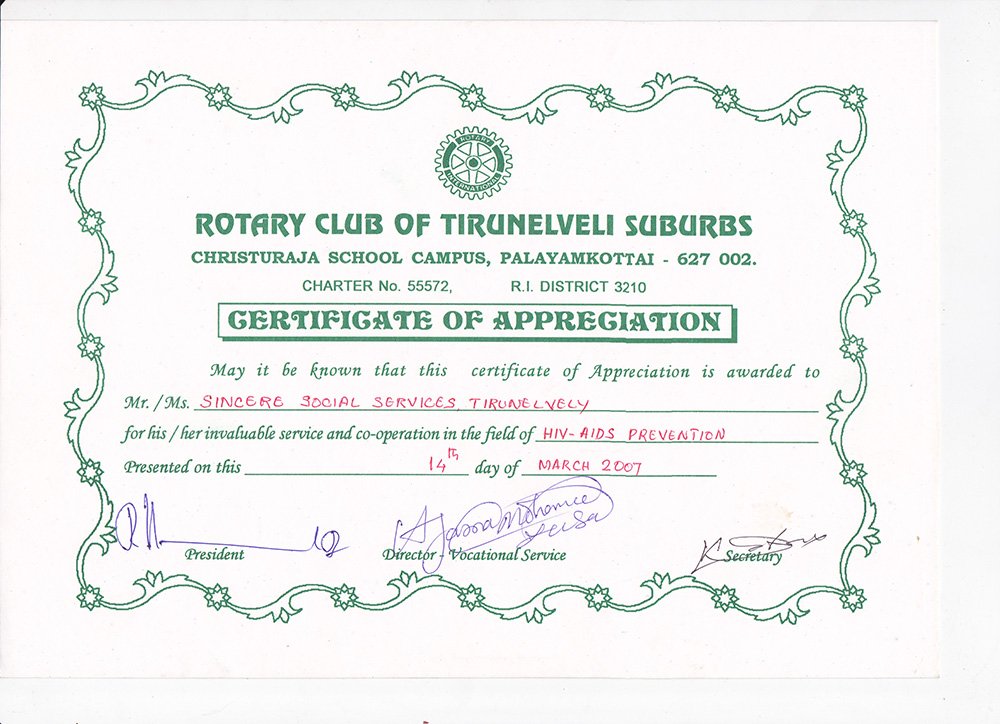 ROTARY
INTERNATIONAL
ROTARY CLUB OF TIRUNELVELI SUBURBS
CHRISTURAJA SCHOOL CAMPUS, PALAYAMKOTTAI - 627 002.
CHARTER No. 55572, R.I. DISTRICT 3210
CERTIFICATE OF APPRECIATION
May it be known that this certificate of Appreciation is awarded to
Mr. / Ms. SINCERE SOCIAL SERVICES, TIRUNELVELY
for his / her invaluable service and co-operation in the field of HIV-AIDS PREVENTION
Presented on this 14th day of MARCH 2007
President Director - Vocational Service Secretary